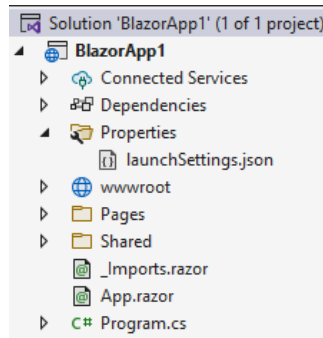 Solution 'BlazorApp1' (1 of 1 project)
BlazorApp1
Connected Services
Dependencies
Properties
launchSettings.json
wwwroot
Pages
Shared
_Imports.razor
App.razor
C# Program.cs